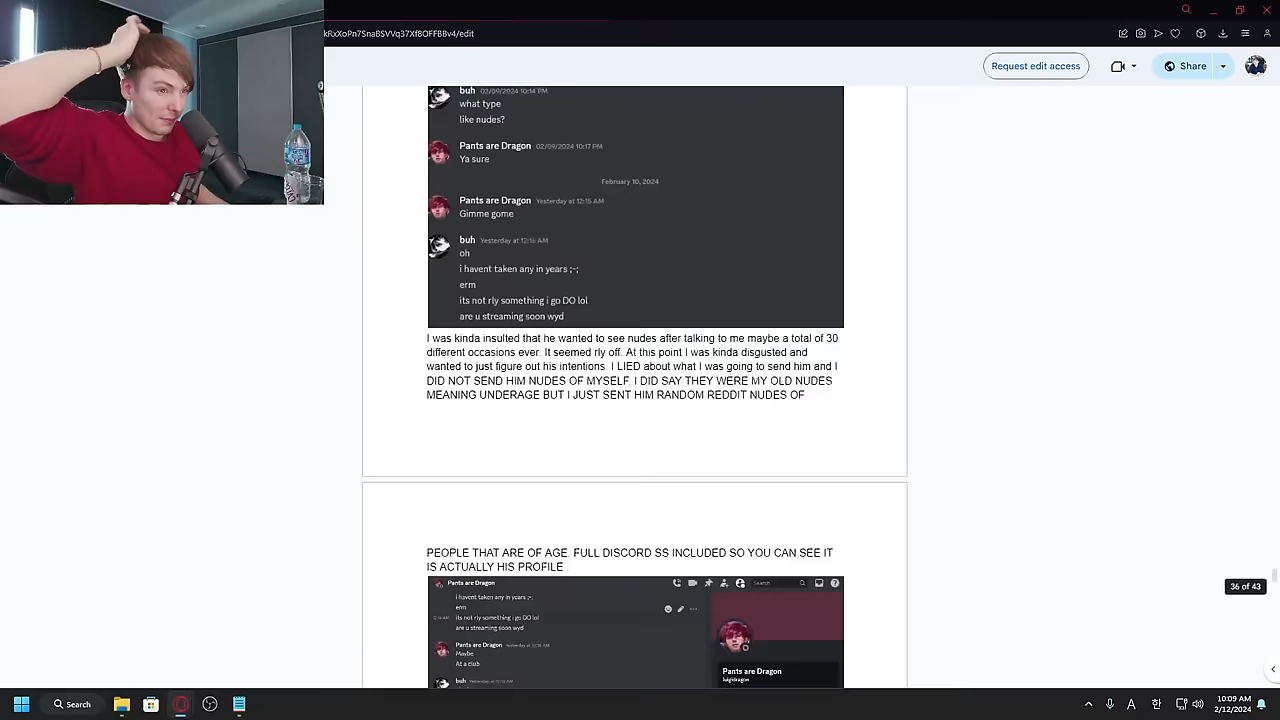 kRxXoPn7SnaBSVVq37Xf8OFFBBv4/edit
Request edit access
Share
buh 02/09/2024 10:14 PM
what type
like nudes?
Pants are Dragon 02/09/2024 10:17 PM
Ya sure
February 10, 2024
Pants are Dragon Yesterday at 12:15 AM
Gimme gome
buh Yesterday at 12:16 AM
oh
i havent taken any in years ;-;
erm
its not rly something i go DO lol
are u streaming soon wyd
I was kinda insulted that he wanted to see nudes after talking to me maybe a total of 30
different occasions ever. It seemed rly off. At this point I was kinda disgusted and
wanted to just figure out his intentions. I LIED about what I was going to send him and I
DID NOT SEND HIM NUDES OF MYSELF. I DID SAY THEY WERE MY OLD NUDES
MEANING UNDERAGE BUT I JUST SENT HIM RANDOM REDDIT NUDES OF
PEOPLE THAT ARE OF AGE. FULL DISCORD SS INCLUDED SO YOU CAN SEE IT
IS ACTUALLY HIS PROFILE .
36 of 43
Pants are Dragon
Search
i havent taken any in years ;-;
erm
its not rly something i go DO lol
are u streaming soon wyd
Pants are Dragon Yesterday at 12:16 AM
Maybe
At a club
buh
Pants are Dragon
luigidragon
Search
10:09 AM
2/12/2024